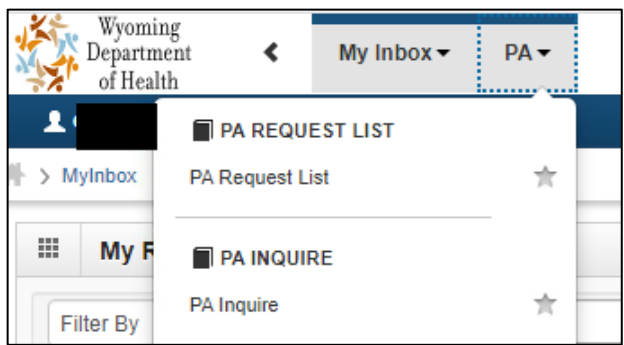 Wyoming
Department
of Health
My Inbox
PA
PA REQUEST LIST
> MyInbox
PA Request List
My R
PA INQUIRE
PA Inquire
Filter By